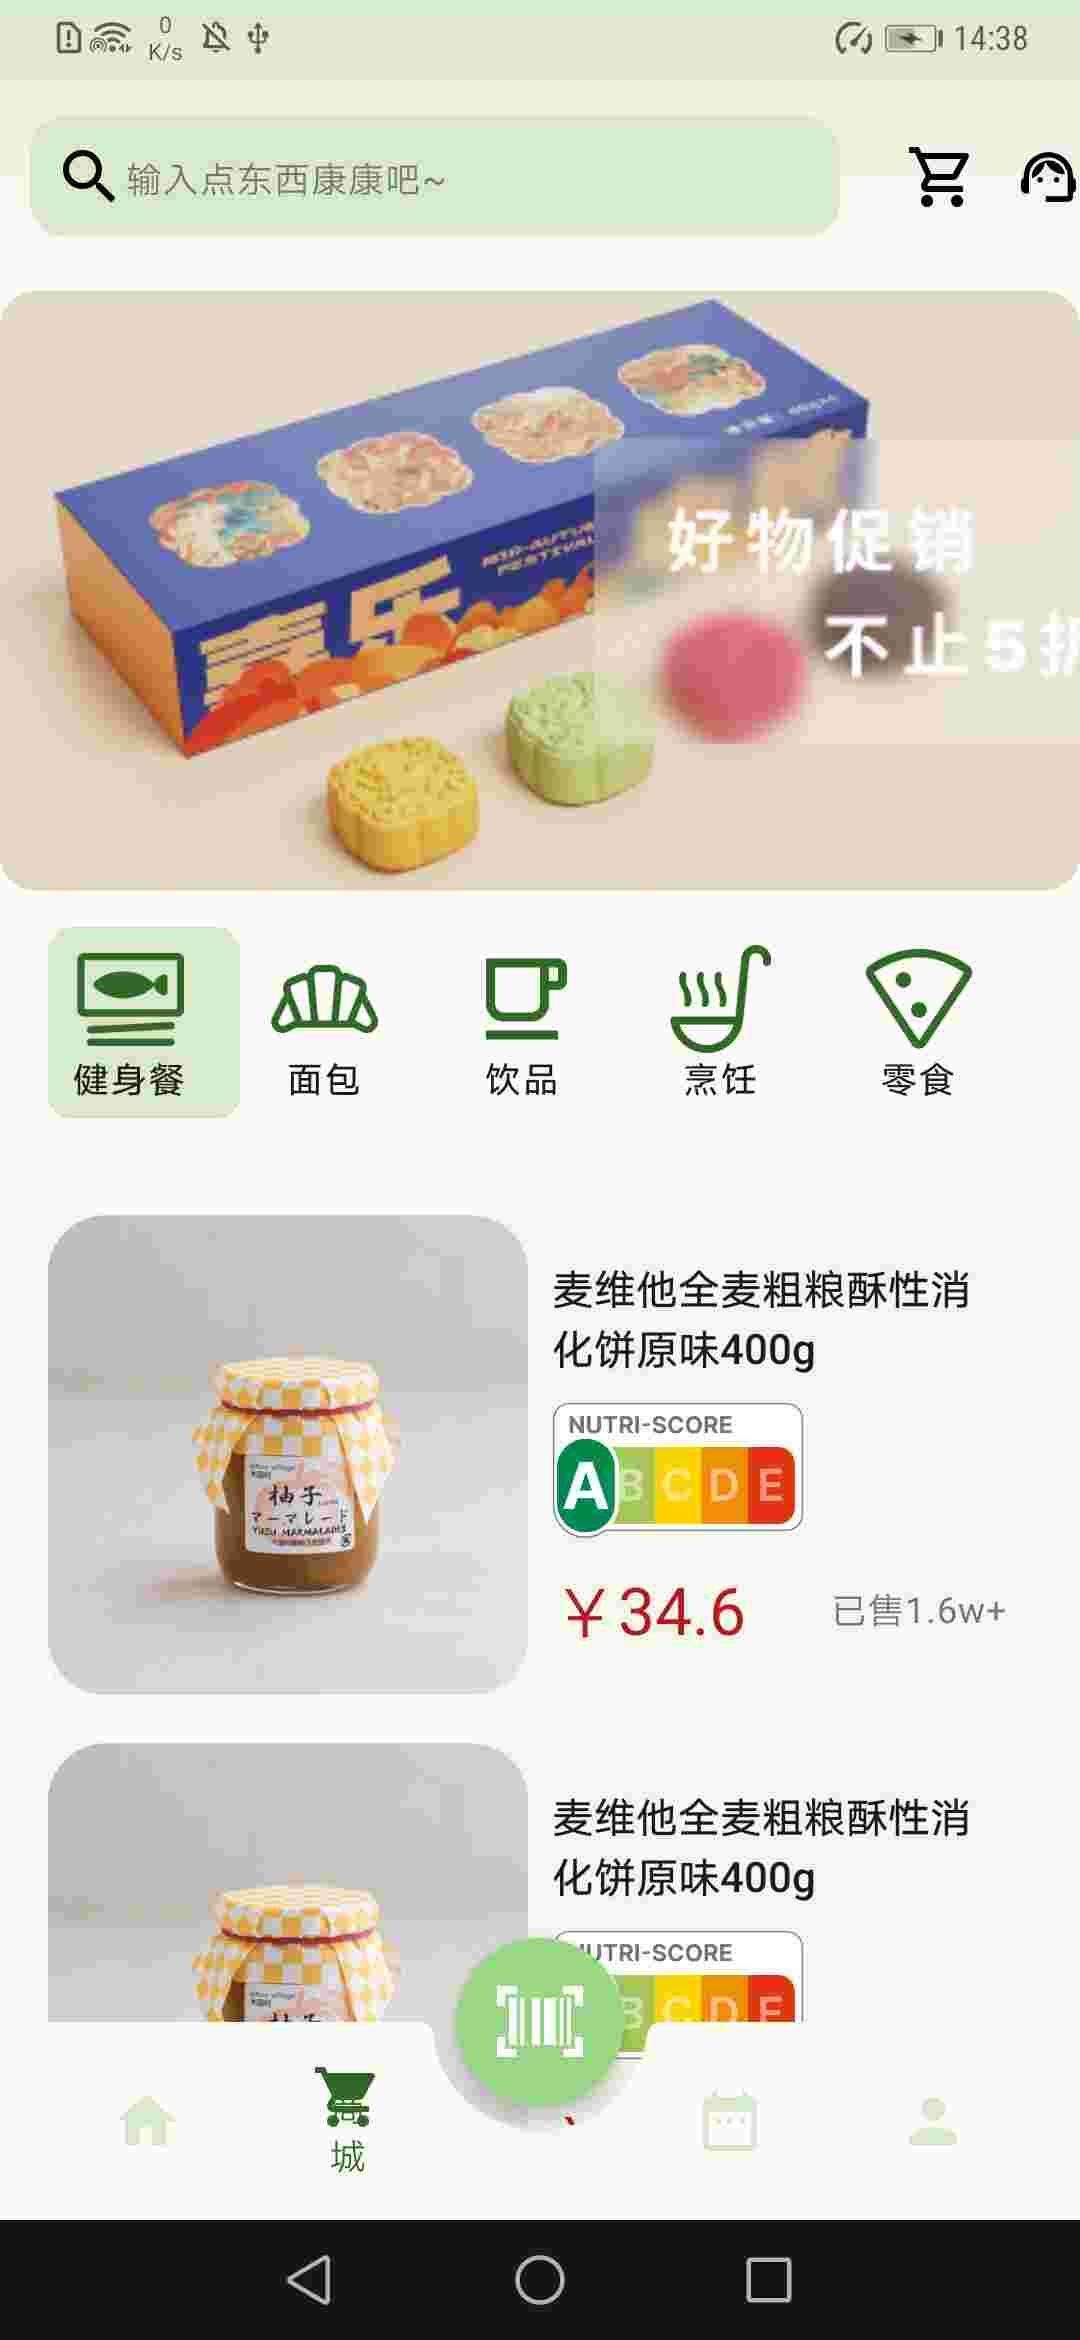 0
K/s
14:38
输入点东西康康吧~
MID-AUTUM
FESTIVAL
喜乐
好物促销
不止5折
健身餐
面包
饮品
烹饪
零食
麦维他全麦粗粮酥性消
化饼原味400g
NUTRI-SCORE
A B C D E
¥34.6
已售1.6w+
柚子
マーマレード
YUZU MARMALADE
麦维他全麦粗粮酥性消
化饼原味400g
NUTRI-SCORE
B C D E
商
城